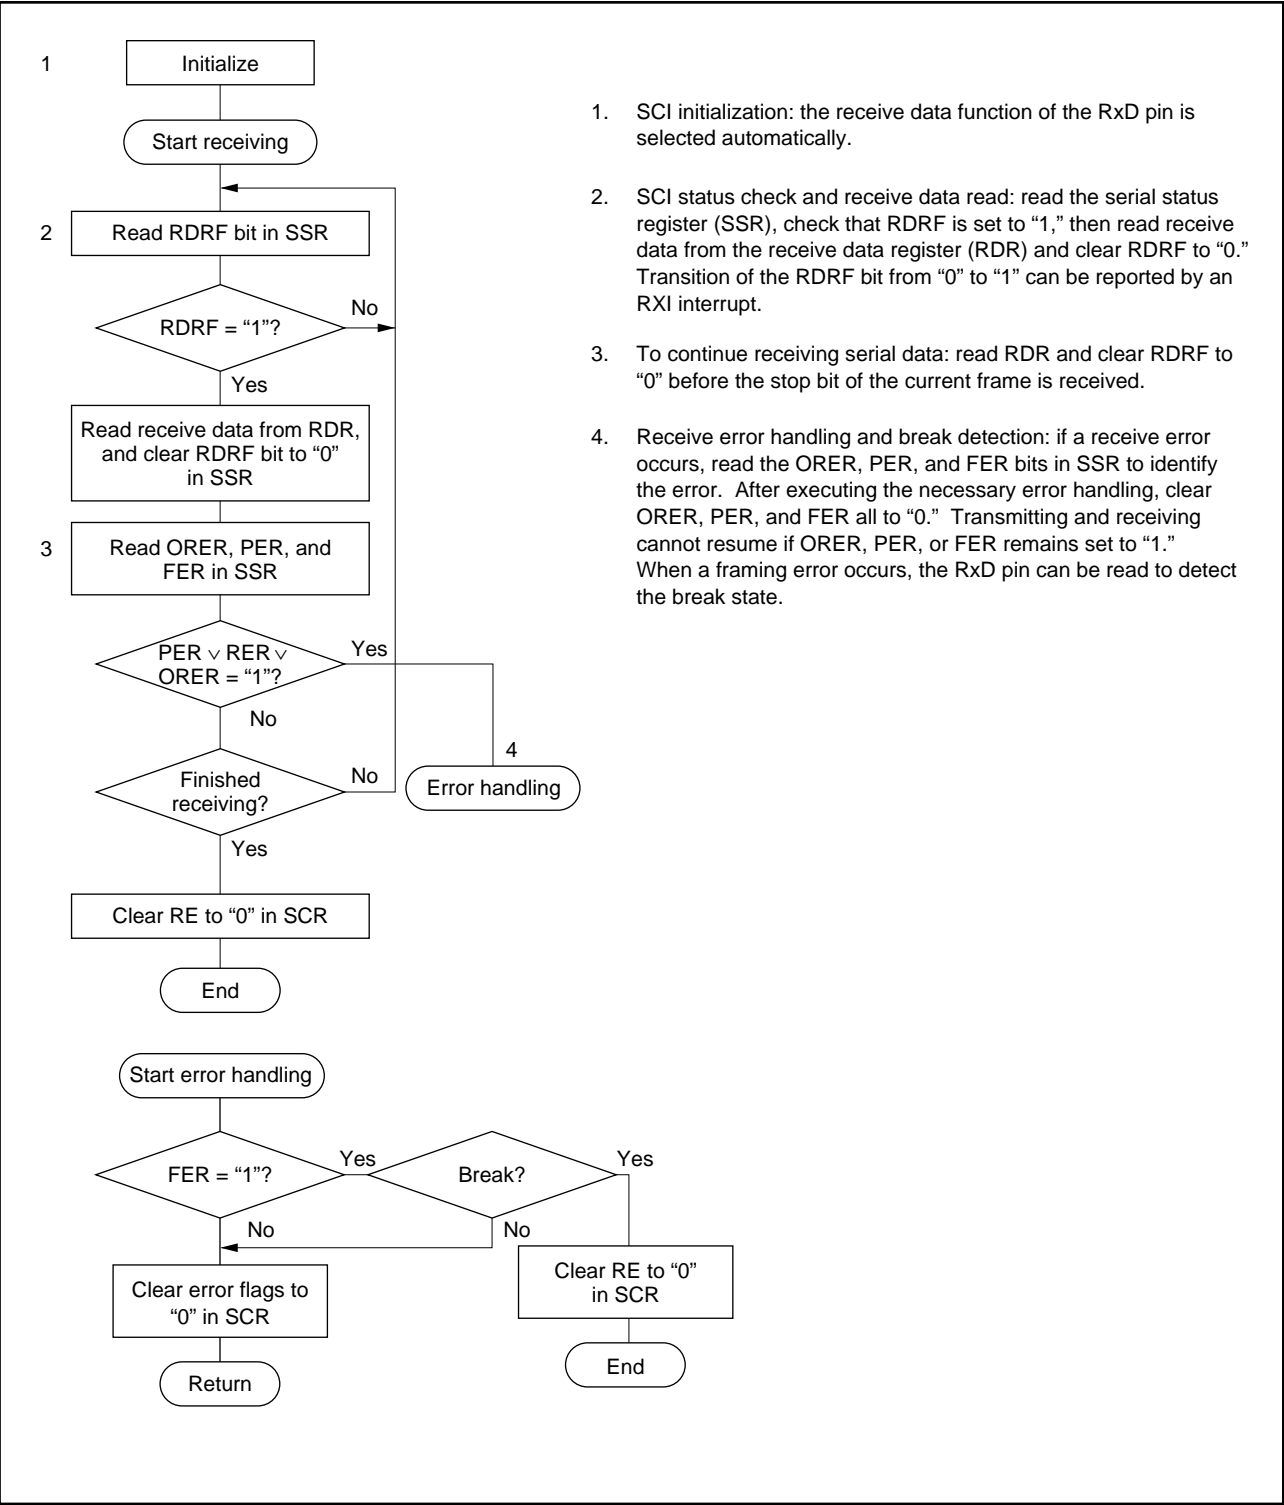 1
Initialize
Start receiving
2
Read RDRF bit in SSR
RDRF = “1”?
No
Yes
Read receive data from RDR,
and clear RDRF bit to “0”
in SSR
3
Read ORER, PER, and
FER in SSR
PER ∨ RER ∨
ORER = “1”?
Yes
No
4
Error handling
Finished
receiving?
No
Yes
Clear RE to “0” in SCR
End
1. SCI initialization: the receive data function of the RxD pin is
selected automatically.
2. SCI status check and receive data read: read the serial status
register (SSR), check that RDRF is set to “1,” then read receive
data from the receive data register (RDR) and clear RDRF to “0.”
Transition of the RDRF bit from “0” to “1” can be reported by an
RXI interrupt.
3. To continue receiving serial data: read RDR and clear RDRF to
“0” before the stop bit of the current frame is received.
4. Receive error handling and break detection: if a receive error
occurs, read the ORER, PER, and FER bits in SSR to identify
the error. After executing the necessary error handling, clear
ORER, PER, and FER all to “0.” Transmitting and receiving
cannot resume if ORER, PER, or FER remains set to “1.”
When a framing error occurs, the RxD pin can be read to detect
the break state.
Start error handling
FER = “1”?
Yes
Break?
Yes
No
No
Clear error flags to
“0” in SCR
Return
Clear RE to “0”
in SCR
End